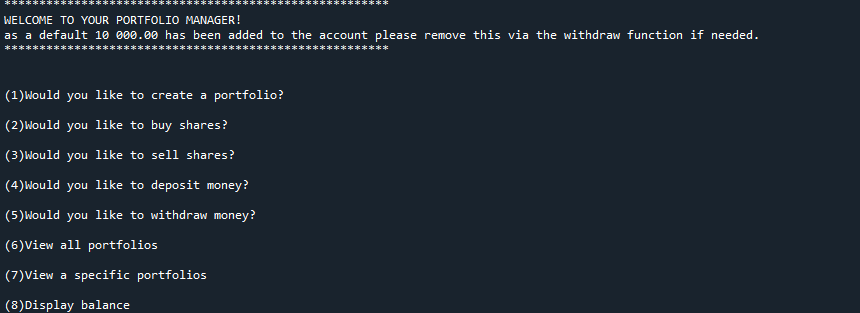 *******************************************************
WELCOME TO YOUR PORTFOLIO MANAGER!
as a default 10 000.00 has been added to the account please remove this via the withdraw function if needed.
*******************************************************
(1)Would you like to create a portfolio?
(2)Would you like to buy shares?
(3)Would you like to sell shares?
(4)Would you like to deposit money?
(5)Would you like to withdraw money?
(6)View all portfolios
(7)View a specific portfolios
(8)Display balance